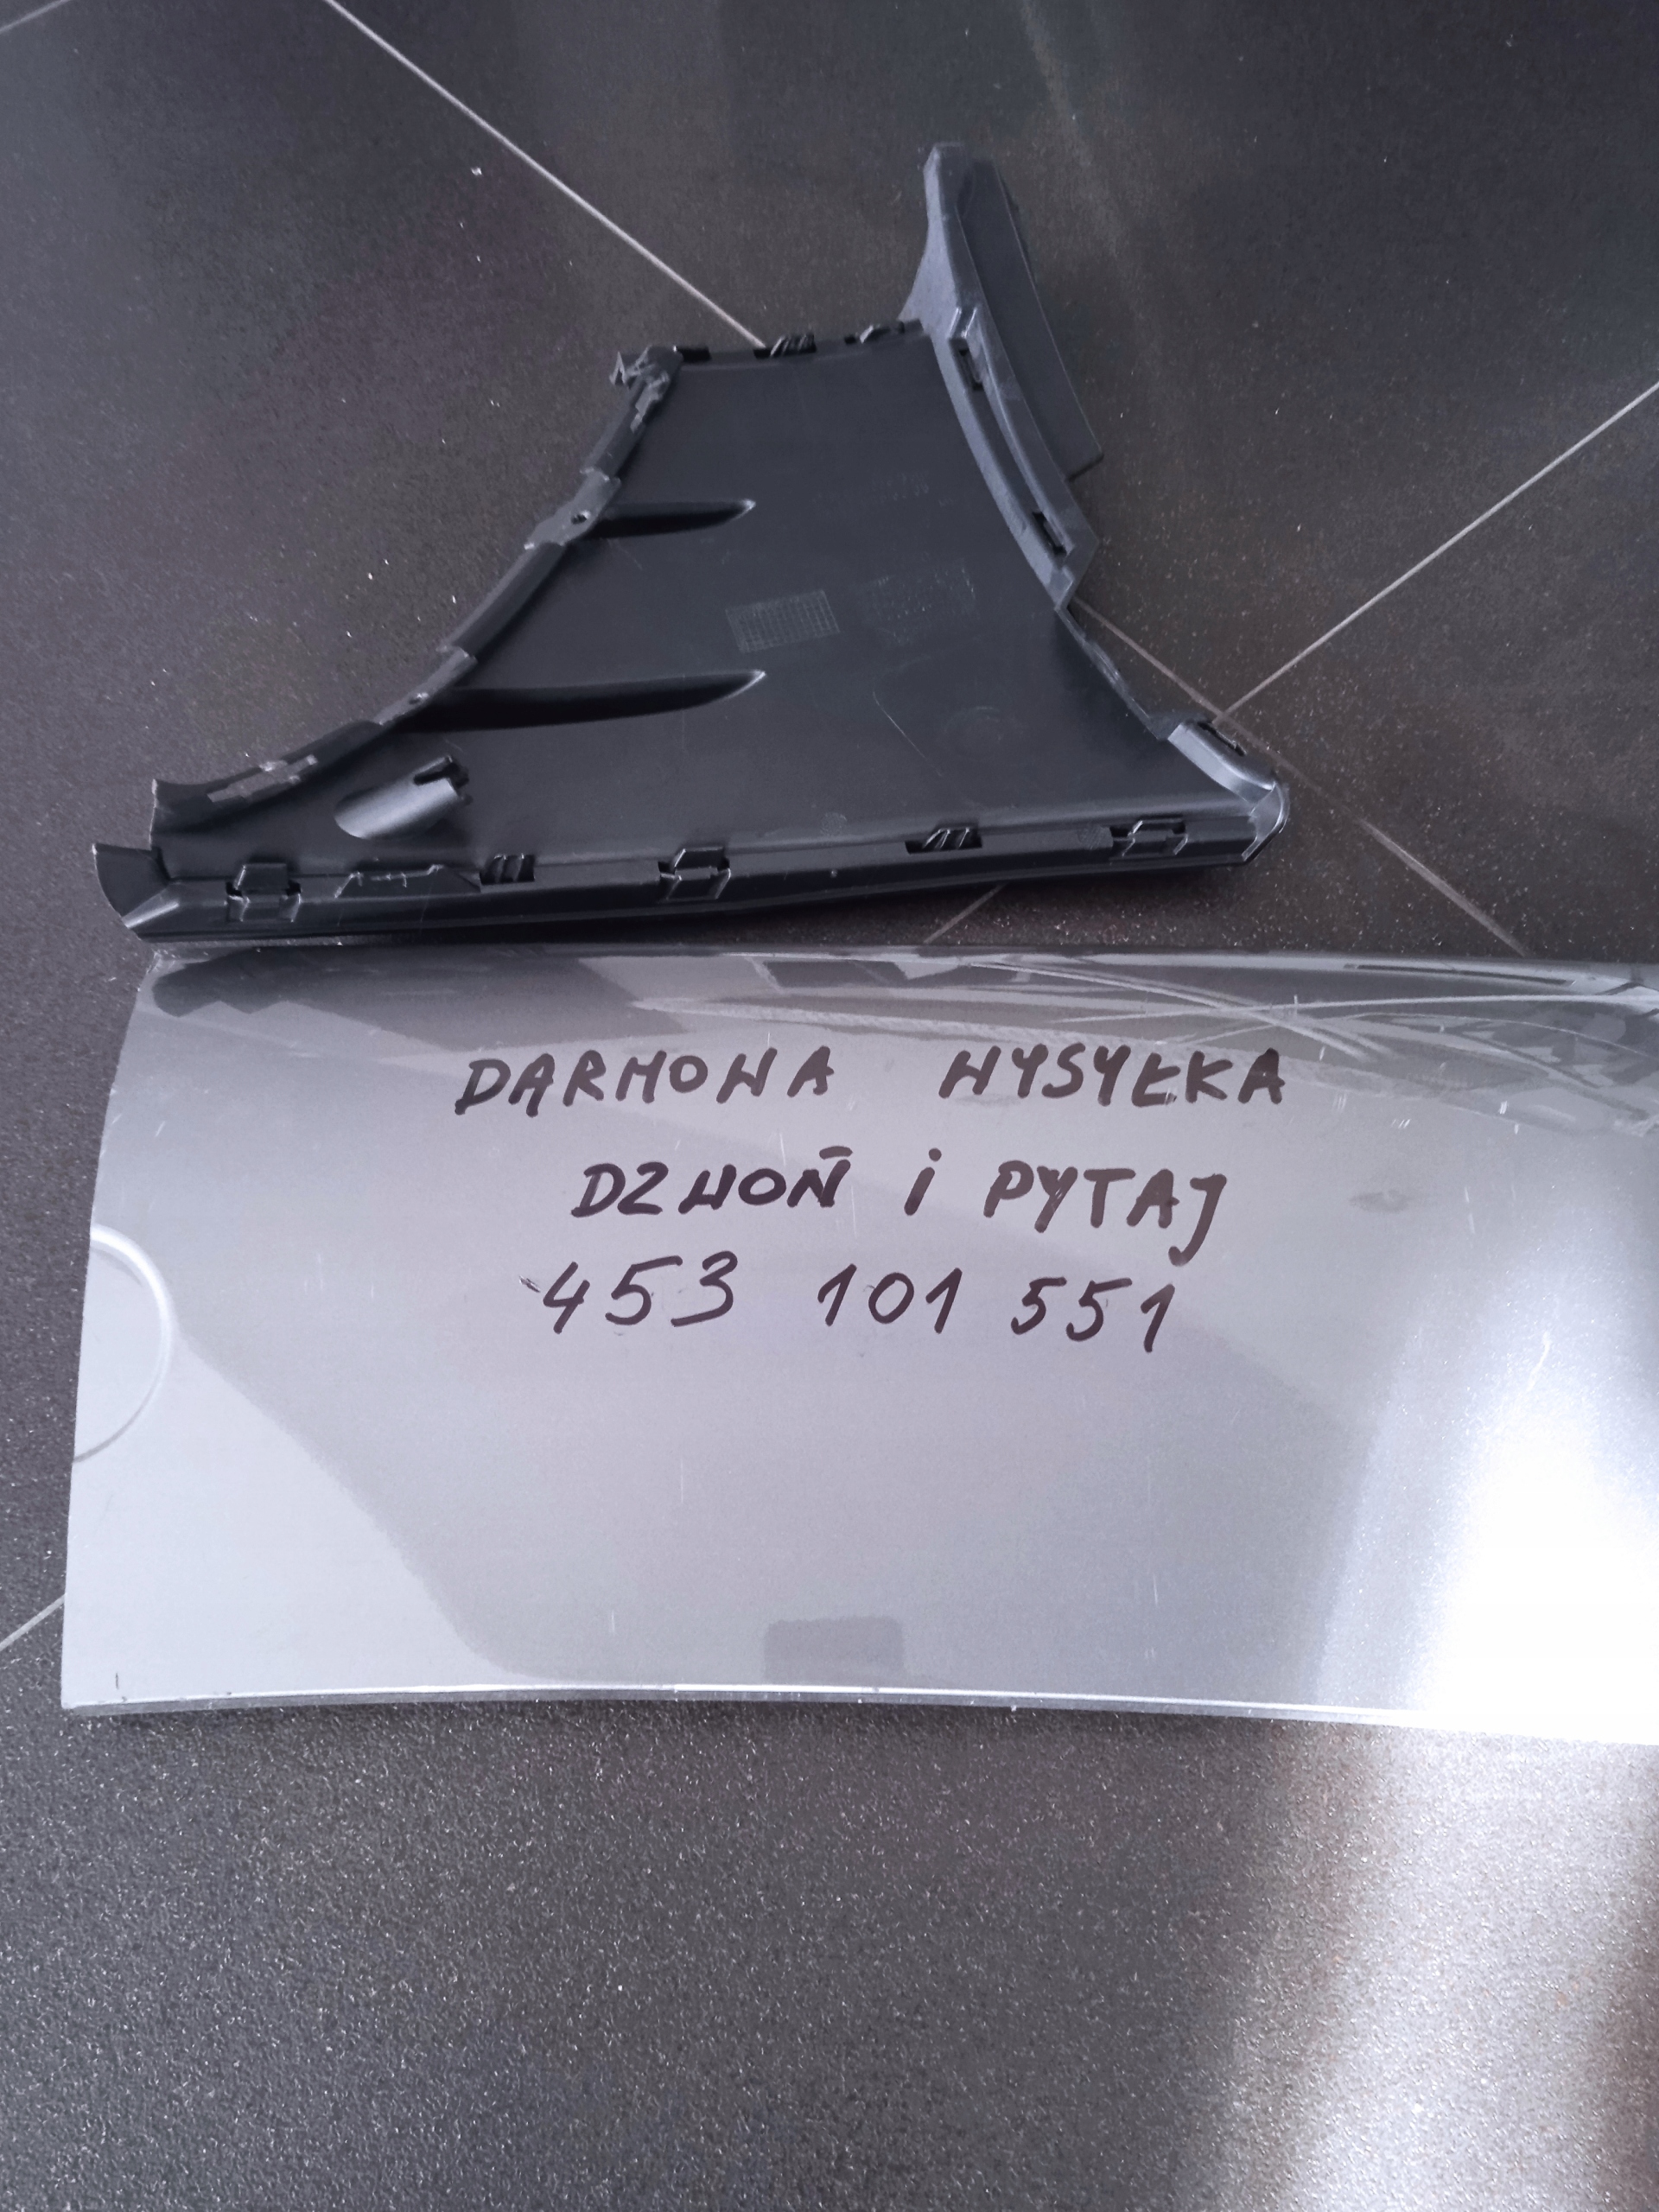 DARMOWA WYSYŁKA
DZWOŃ i PYTAJ
453 101 551